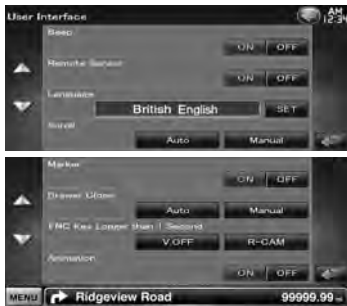 User Interface
AM
12:34
Beep
ON OFF
Remote Sensor
ON OFF
Language
British English SET
Scroll
Auto Manual
Marker
ON OFF
Drawer Close
Auto Manual
FNC Key Longer than 1 Second
V.OFF R-CAM
Animation
ON OFF
MENU Ridgeview Road 99999.99